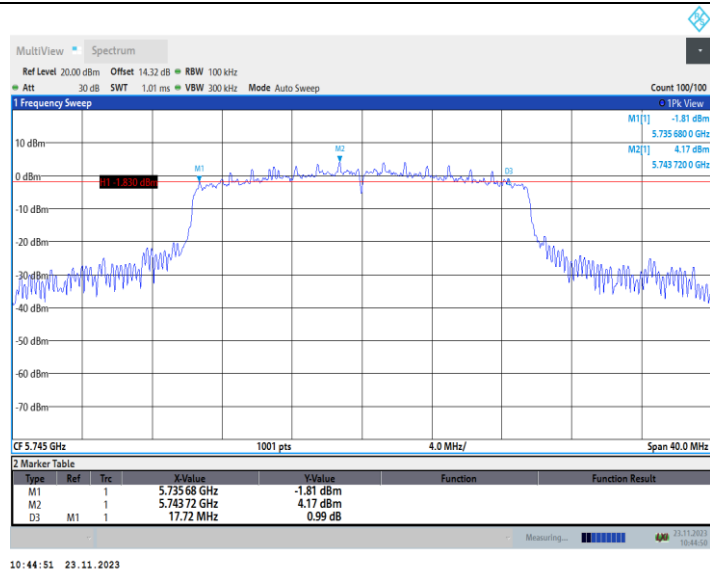 MultiView Spectrum
Ref Level 20.00 dBm Offset 14.32 dB RBW 100 kHz
Att 30 dB SWT 1.01 ms VBW 300 kHz Mode Auto Sweep Count 100/100
1 Frequency Sweep 1Pk View
M1[1] -1.81 dBm
5.735 680 0 GHz
M2[1] 4.17 dBm
5.743 720 0 GHz
10 dBm
M2
M1
D3
0 dBm
H1 -1.830 dBm
-10 dBm
-20 dBm
-30 dBm
-40 dBm
-50 dBm
-60 dBm
-70 dBm
CF 5.745 GHz 1001 pts 4.0 MHz/ Span 40.0 MHz
2 Marker Table
Type Ref Trc X-Value Y-Value Function Function Result
M1 1 5.735 68 GHz -1.81 dBm
M2 1 5.743 72 GHz 4.17 dBm
D3 M1 1 17.72 MHz 0.99 dB
Measuring... 23.11.2023
10:44:50
10:44:51 23.11.2023